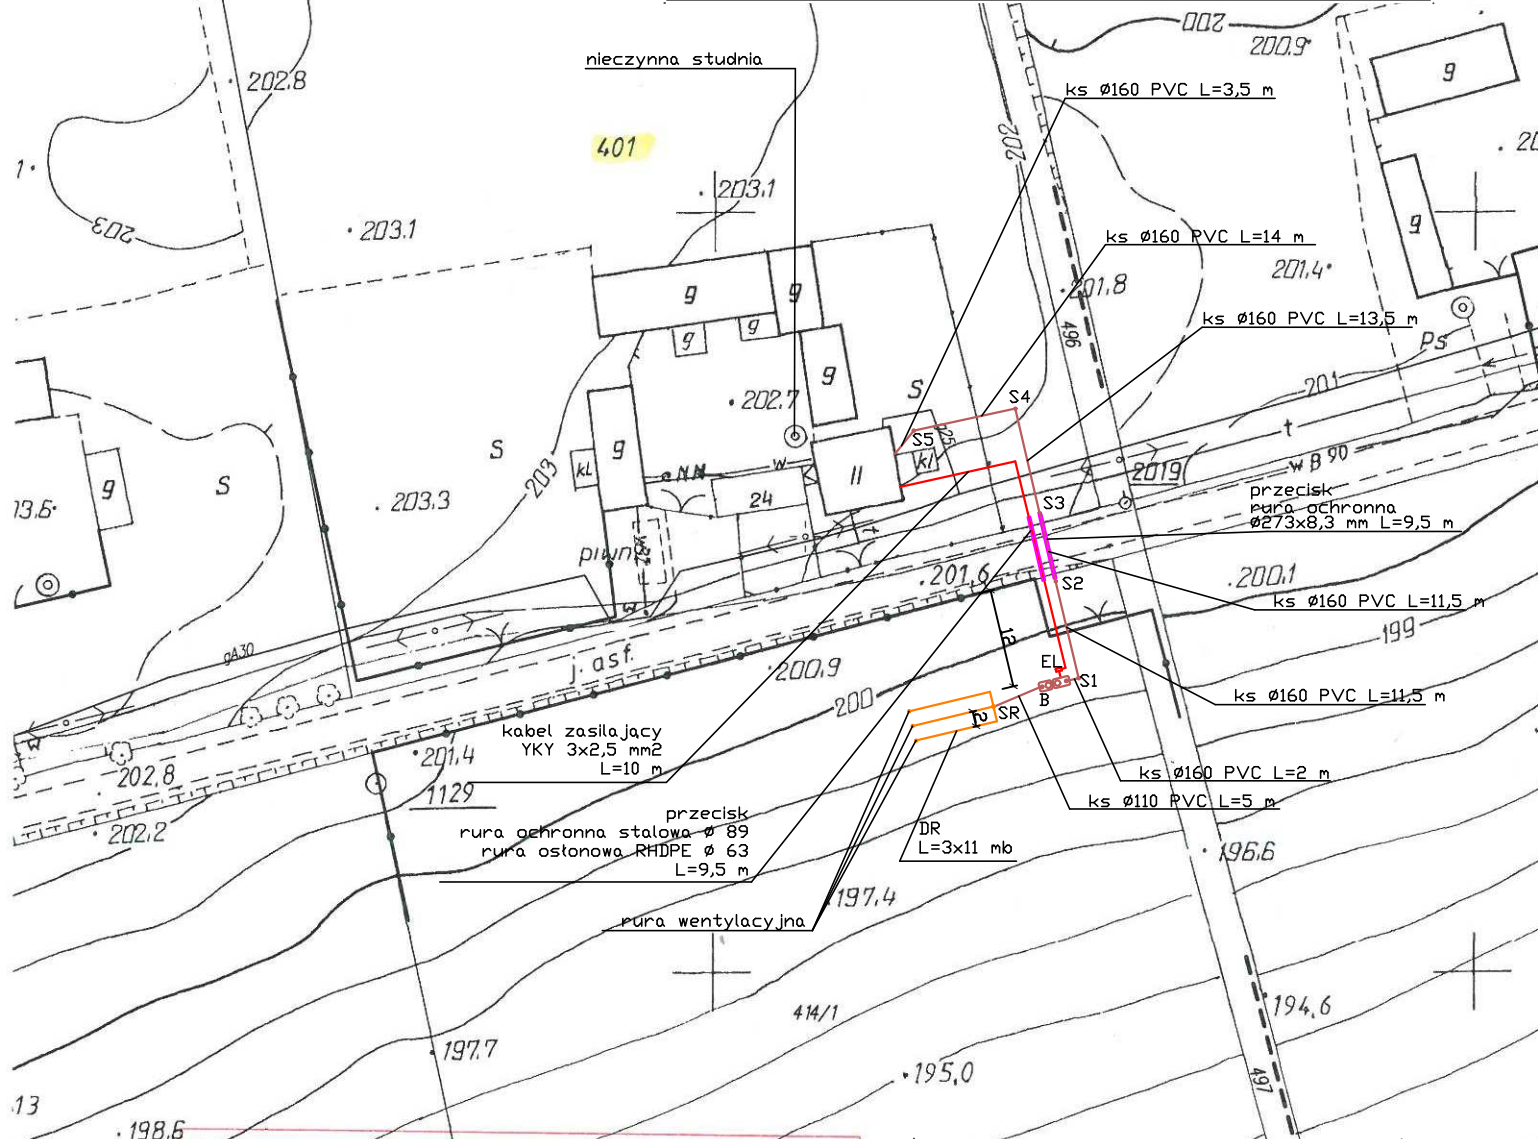 200
200.9
g
202.8
nieczynna studnia
ks Ø160 PVC L=3,5 m
202
401
203.1
203
203.1
g
ks Ø160 PVC L=14 m
201.4
201.8
g
g
g
g
496
ks Ø160 PVC L=13,5 m
Ps
g
202.7
S
201
S4
S
g
kl
203
S5
kl
II
t
w B 90
2019
S
g
24
w
203.3
przecisk
rura ochronna
Ø273x8,3 mm L=9,5 m
S3
t
piwn.
201.6
S2
200.1
ks Ø160 PVC L=11,5 m
199
12
gA30
j. asf.
200.9
EL
S1
B
SR
ks Ø160 PVC L=11,5 m
200
2
w
kabel zasilający
YKY 3x2,5 mm2
L=10 m
201,4
202,8
1129
ks Ø160 PVC L=2 m
ks Ø110 PVC L=5 m
przecisk
rura ochronna stalowa Ø 89
rura osłonowa RHDPE Ø 63
L=9,5 m
DR
L=3x11 mb
202.2
196.6
197.4
rura wentylacyjna
414/1
194.6
197.7
195,0
497
198.6